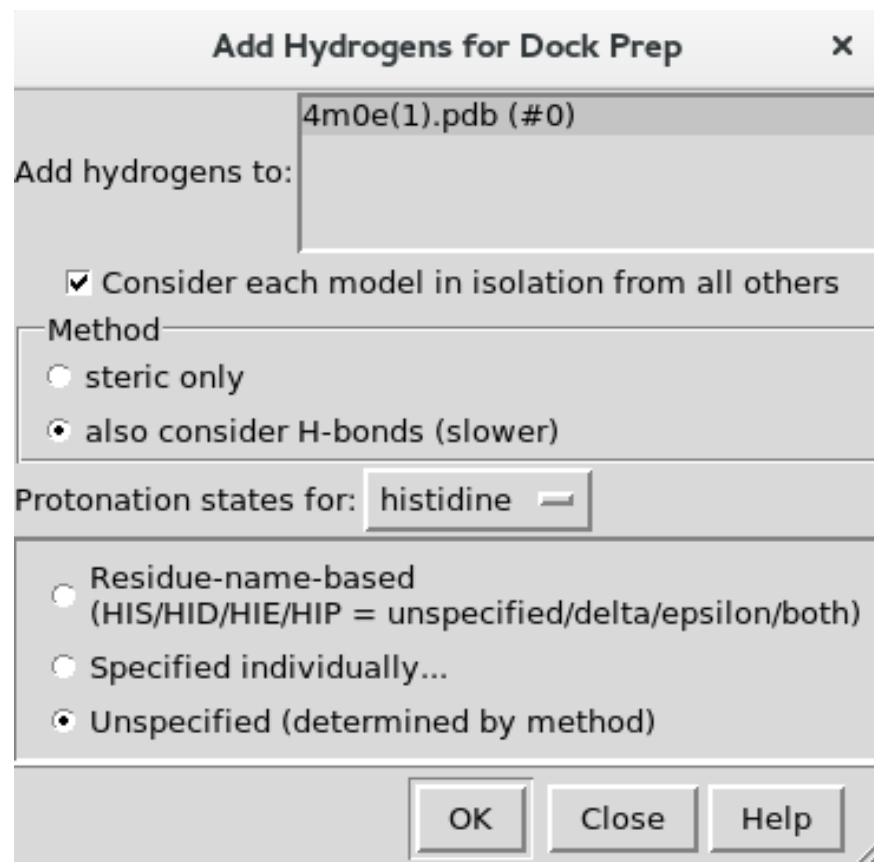 Add Hydrogens for Dock Prep ×
4m0e(1).pdb (#0)
Add hydrogens to:
Consider each model in isolation from all others
Method
steric only
also consider H-bonds (slower)
Protonation states for: histidine
Residue-name-based
(HIS/HID/HIE/HIP = unspecified/delta/epsilon/both)
Specified individually...
Unspecified (determined by method)
OK Close Help